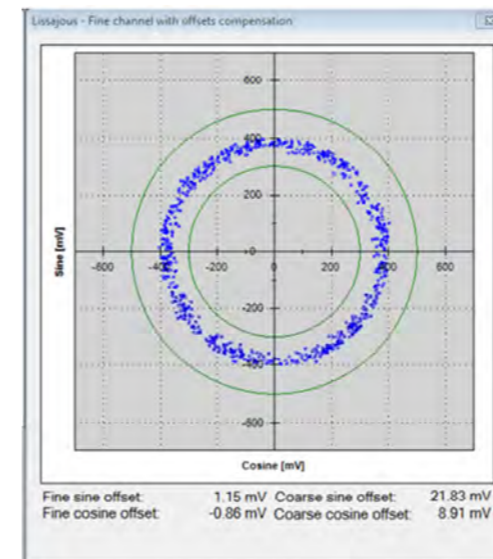 Lissajous - Fine channel with offsets compensation
600
400
200
-600 -400 -200 0 200 400 600
-200
-400
-600
Sine [mV]
Cosine [mV]
Fine sine offset: 1.15 mV Coarse sine offset: 21.83 mV
Fine cosine offset: -0.86 mV Coarse cosine offset: 8.91 mV